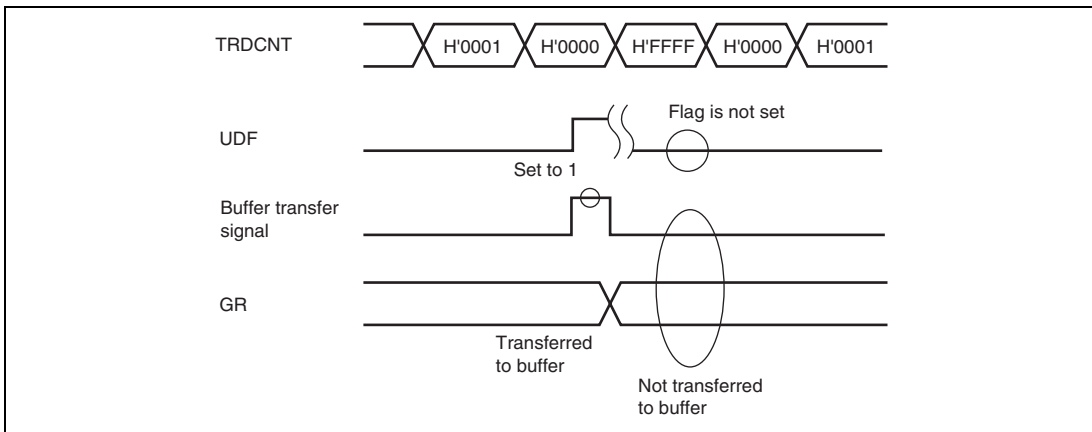 TRDCNT
H'0001
H'0000
H'FFFF
H'0000
H'0001
Flag is not set
UDF
Set to 1
Buffer transfer
signal
GR
Transferred
to buffer
Not transferred
to buffer